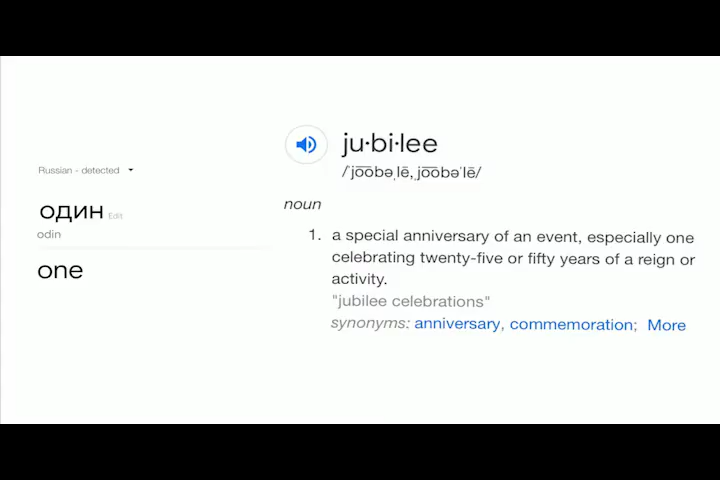 Russian - detected
один Edit
odin
one
ju·bi·lee
/ˈjo͞obəˌlē,ˌjo͞obəˈlē/
noun
1. a special anniversary of an event, especially one
celebrating twenty-five or fifty years of a reign or
activity.
"jubilee celebrations"
synonyms: anniversary, commemoration; More